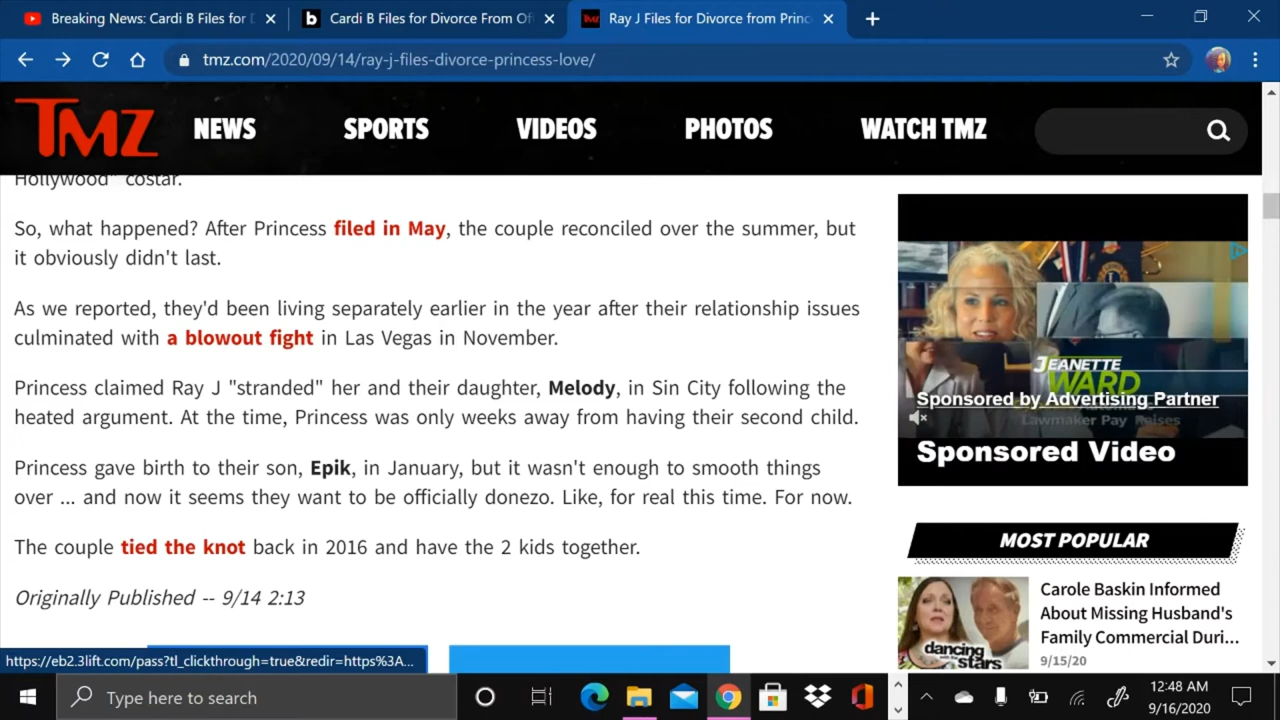 Breaking News: Cardi B Files for D
Cardi B Files for Divorce From Of
Ray J Files for Divorce from Princ
tmz.com/2020/09/14/ray-j-files-divorce-princess-love/
TMZ
NEWS
SPORTS
VIDEOS
PHOTOS
WATCH TMZ
Hollywood" costar.
So, what happened? After Princess filed in May, the couple reconciled over the summer, but
it obviously didn't last.
As we reported, they'd been living separately earlier in the year after their relationship issues
culminated with a blowout fight in Las Vegas in November.
Princess claimed Ray J "stranded" her and their daughter, Melody, in Sin City following the
heated argument. At the time, Princess was only weeks away from having their second child.
Princess gave birth to their son, Epik, in January, but it wasn't enough to smooth things
over ... and now it seems they want to be officially donezo. Like, for real this time. For now.
The couple tied the knot back in 2016 and have the 2 kids together.
Originally Published -- 9/14 2:13
JEANETTE
WARD
Sponsored by Advertising Partner
Lawmaker Pay Reises
Sponsored Video
MOST POPULAR
Carole Baskin Informed
About Missing Husband's
Family Commercial Duri...
9/15/20
dancing
with the stars
https://eb2.3lift.com/pass?tl_clickthrough=true&redir=https%3A...
Type here to search
12:48 AM
9/16/2020